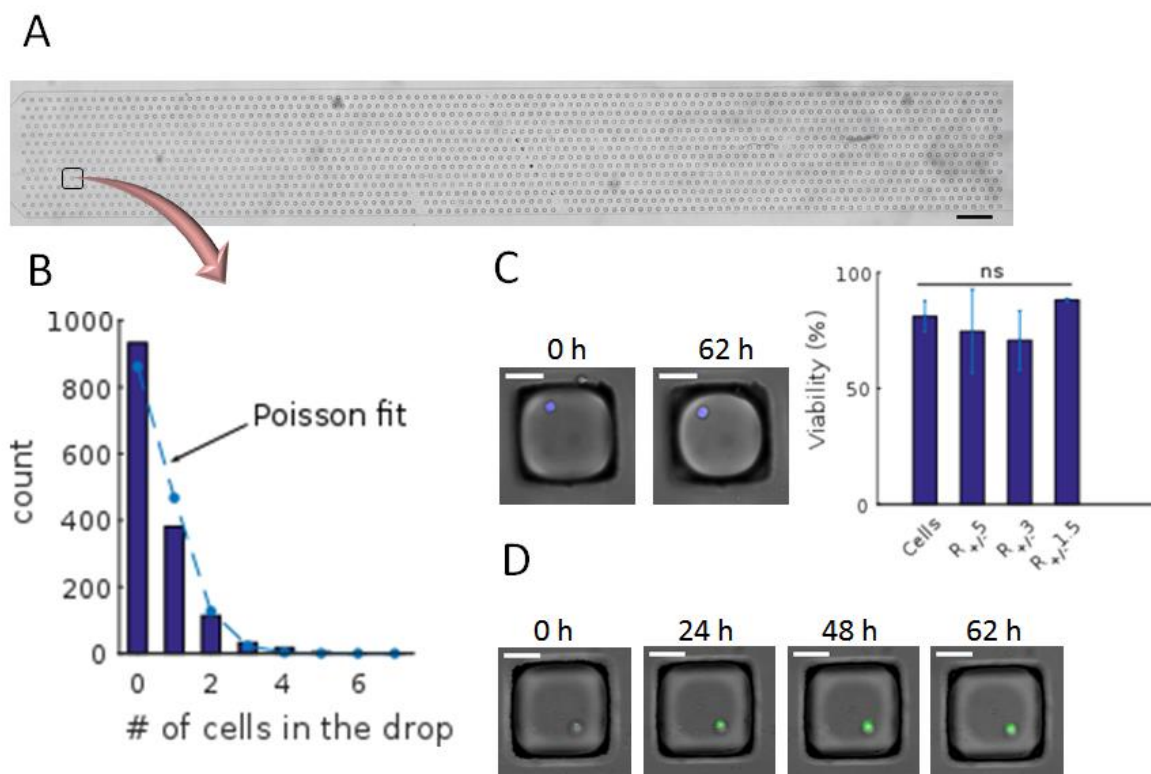 A
B
1000
800
600
400
200
0
count
Poisson fit
0 2 4 6
# of cells in the drop
C
0 h 62 h
100
50
0
Viability (%)
ns
Cells
R +/-5
R +/-3
R +/-1.5
D
0 h 24 h 48 h 62 h